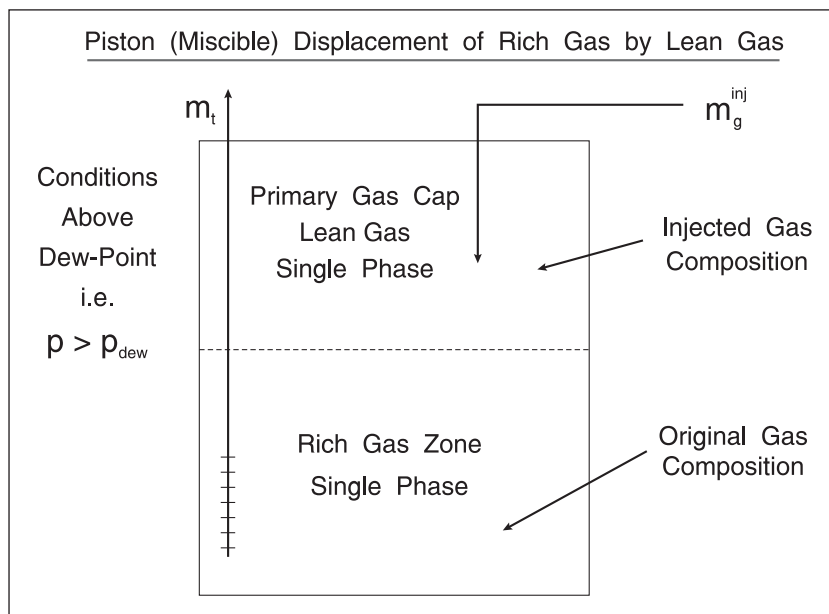 Piston (Miscible) Displacement of Rich Gas by Lean Gas
m_t
m_g^inj
Conditions
Above
Dew-Point
i.e.
p > p_dew
Primary Gas Cap
Lean Gas
Single Phase
Injected Gas
Composition
Rich Gas Zone
Single Phase
Original Gas
Composition